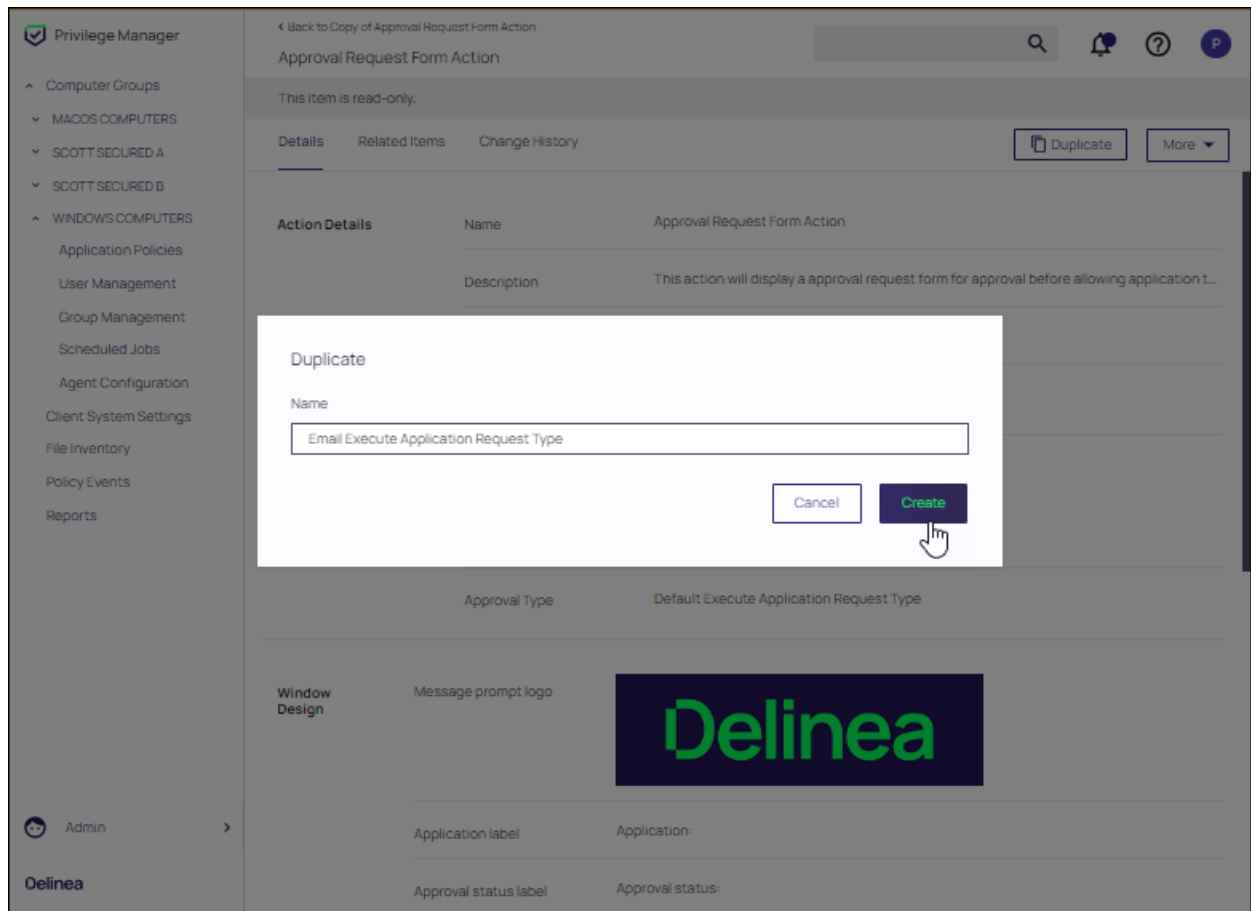 Privilege Manager
Computer Groups
MACOS COMPUTERS
SCOTT SECURED A
SCOTT SECURED B
WINDOWS COMPUTERS
Application Policies
User Management
Group Management
Scheduled Jobs
Agent Configuration
Client System Settings
File Inventory
Policy Events
Reports
Admin
Delinea
Back to Copy of Approval Request Form Action
Approval Request Form Action
P
This item is read-only.
Details Related Items Change History Duplicate More
Action Details Name Approval Request Form Action
Description This action will display a approval request form for approval before allowing application t...
Duplicate
Name
Email Execute Application Request Type
Cancel Create
Approval Type Default Execute Application Request Type
Window Design Message prompt logo
Delinea
Application label Application:
Approval status label Approval status: